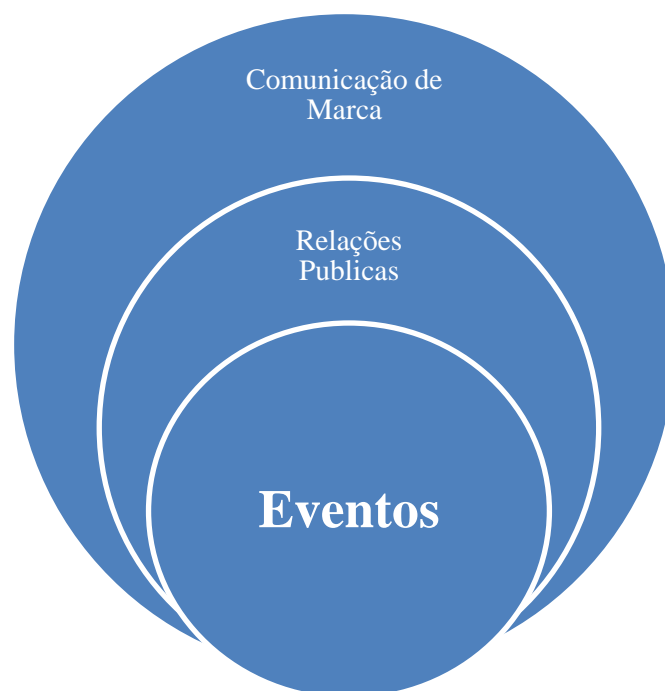 Comunicação de
Marca
Relações
Publicas
Eventos